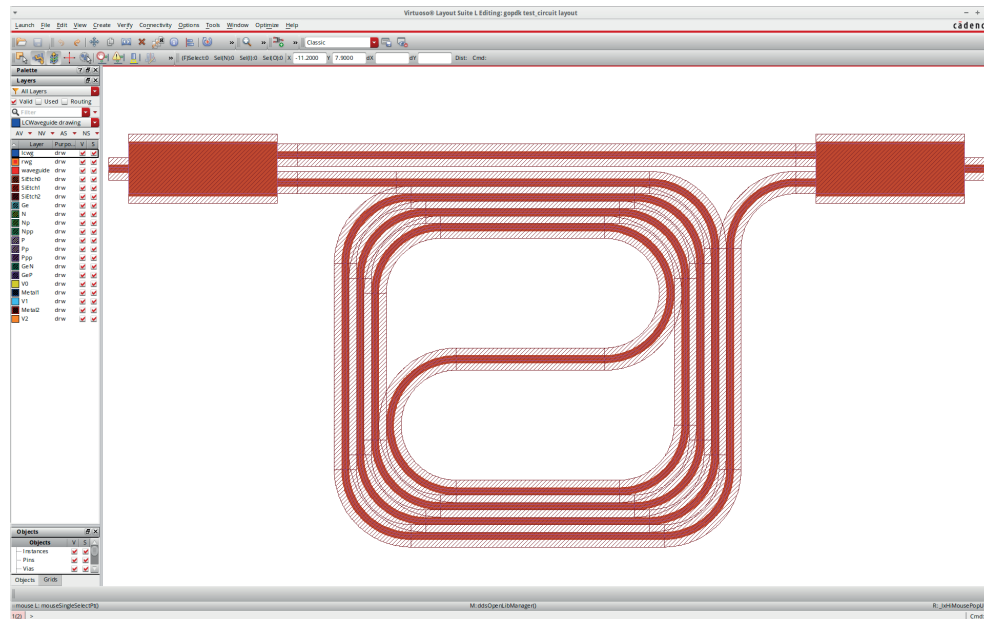 Virtuoso® Layout Suite L Editing: gopdk test_circuit layout
Launch File Edit View Create Verify Connectivity Options Tools Window Optimize Help
cādenc
» » » Classic
» (F)Select:0 Sel(N):0 Sel(I):0 Sel(O):0 X -11.2000 Y 7.9000 dX dY Dist: Cmd:
Palette
Layers
All Layers
Valid Used Routing
Filter
LCWaveguide drawing
AV NV AS NS
Layer Purpo... V S
lcwg drw
rwg drw
waveguide drw
SiEtch0 drw
SiEtch1 drw
SiEtch2 drw
Ge drw
N drw
Np drw
Npp drw
P drw
Pp drw
Ppp drw
GeN drw
GeP drw
V0 drw
Metal1 drw
V1 drw
Metal2 drw
V2 drw
Objects
Objects V S
Instances
Pins
Vias
Objects Grids
mouse L: mouseSingleSelectPt() M:ddsOpenLibManager() R: _lxHiMousePopU
1(2) > Cmd: